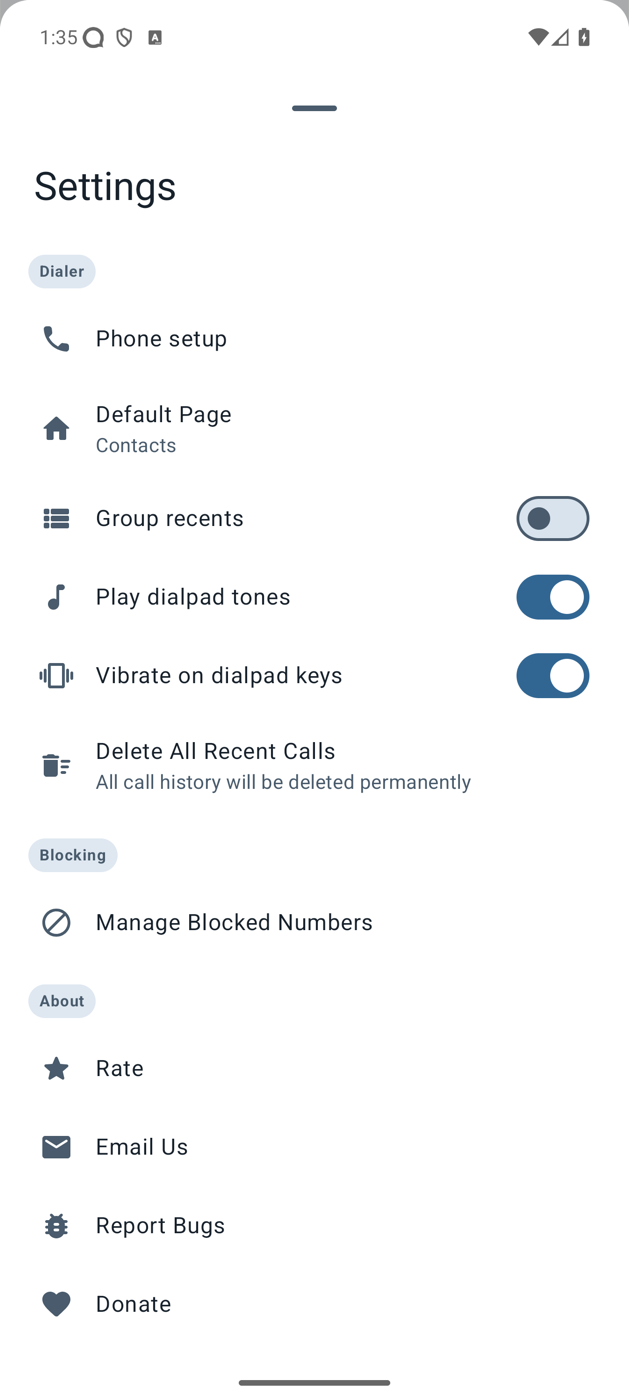 1:35
Settings
Dialer
Phone setup
Default Page
Contacts
Group recents
Play dialpad tones
Vibrate on dialpad keys
Delete All Recent Calls
All call history will be deleted permanently
Blocking
Manage Blocked Numbers
About
Rate
Email Us
Report Bugs
Donate